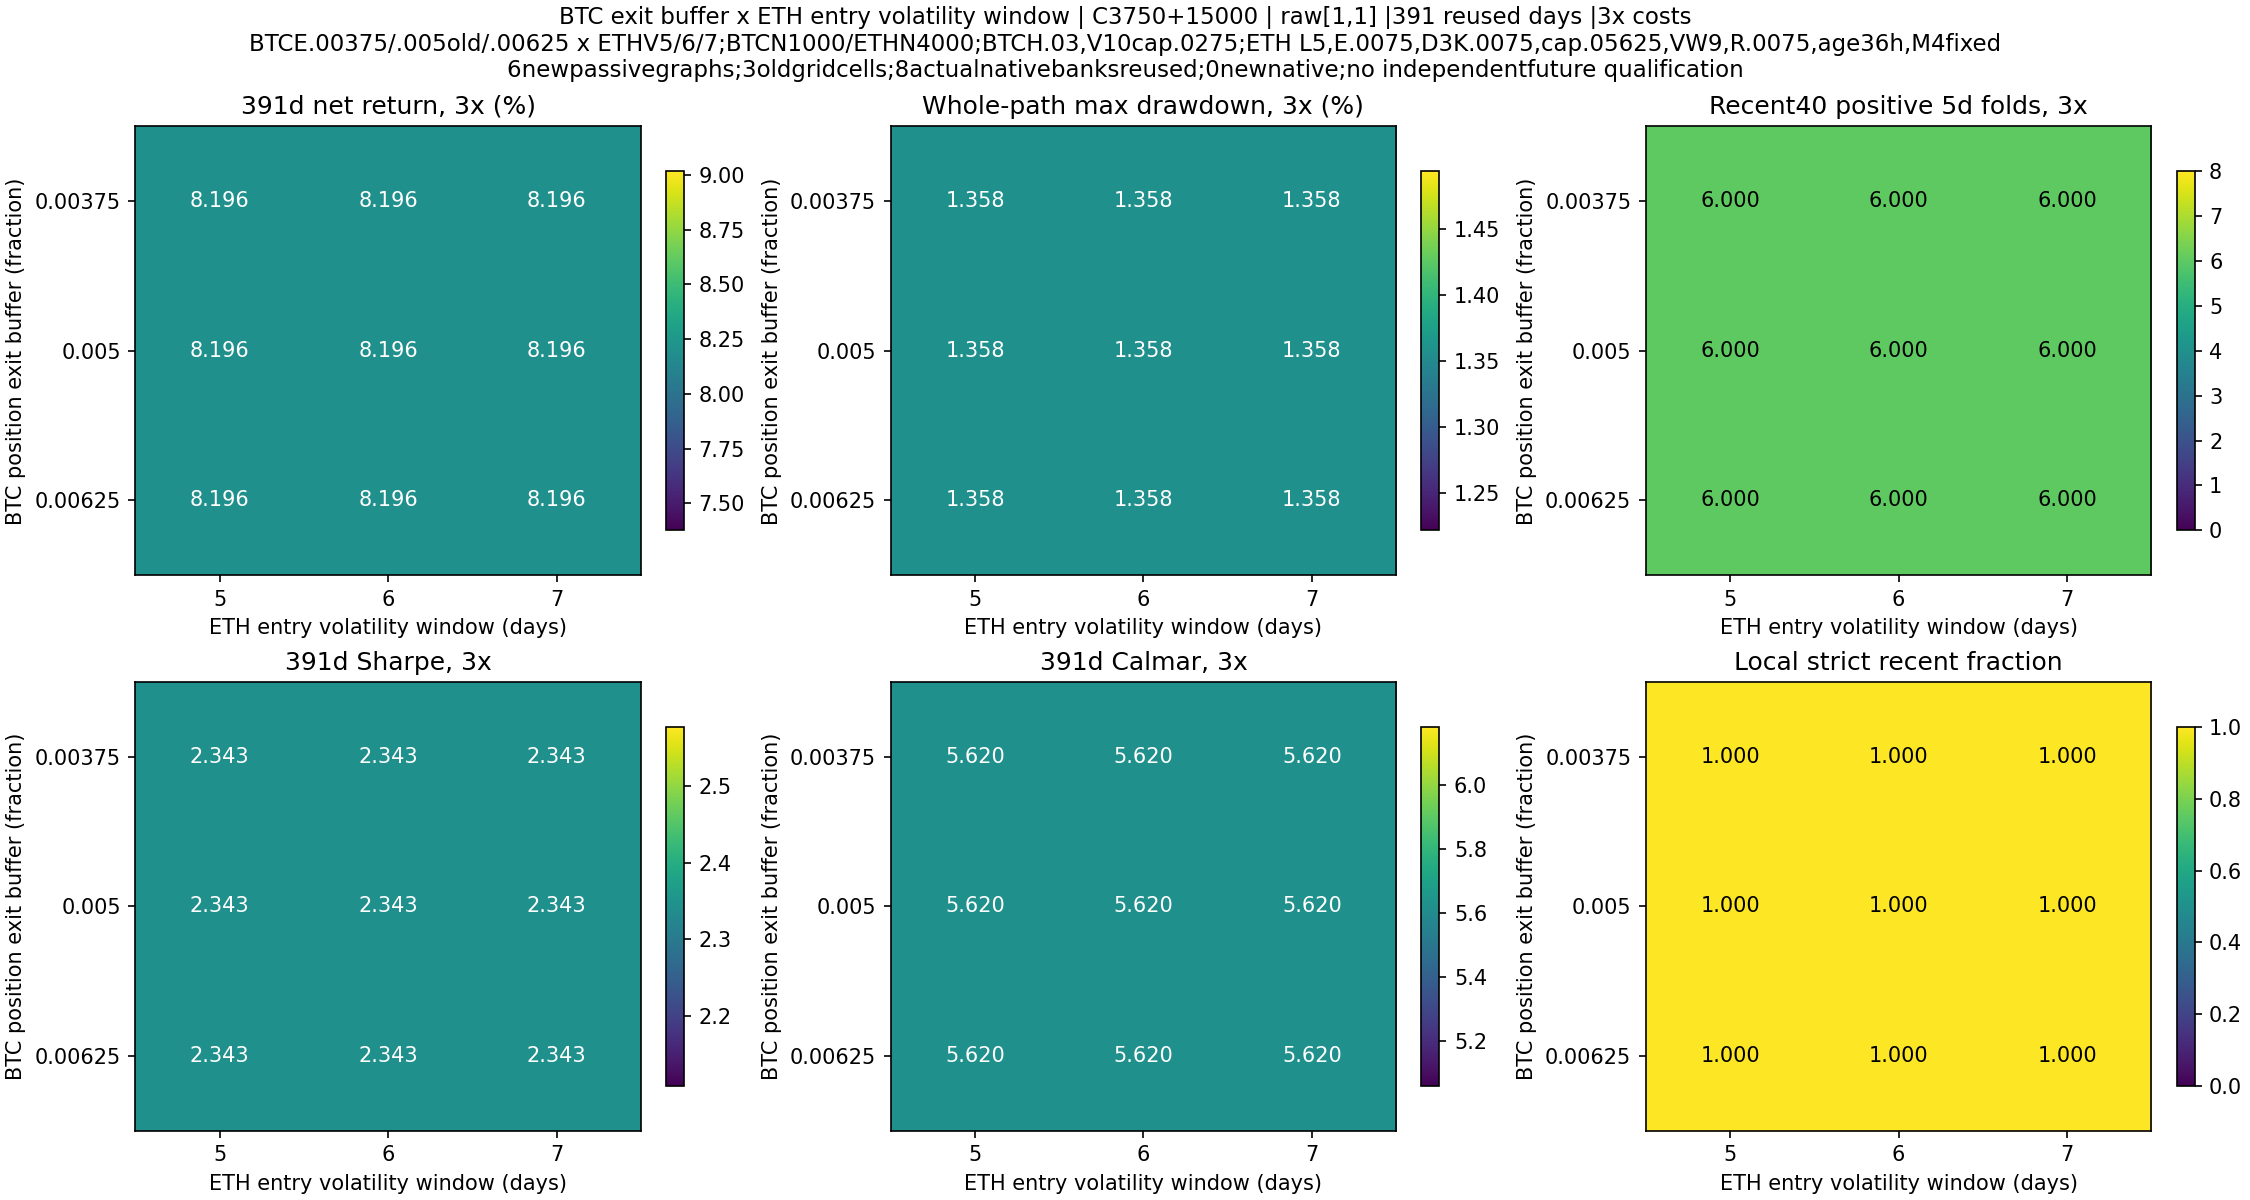 BTC exit buffer x ETH entry volatility window | C3750+15000 | raw[1,1] |391 reused days |3x costs
BTCE.00375/.005old/.00625 x ETHV5/6/7;BTCN1000/ETHN4000;BTCH.03,V10cap.0275;ETH L5,E.0075,D3K.0075,cap.05625,VW9,R.0075,age36h,M4fixed
6newpassivegraphs;3oldgridcells;8actualnativebanksreused;0newnative;no independentfuture qualification
391d net return, 3x (%)
BTC position exit buffer (fraction)
0.00375
0.005
0.00625
8.196 8.196 8.196
8.196 8.196 8.196
8.196 8.196 8.196
5 6 7
ETH entry volatility window (days)
9.00
8.75
8.50
8.25
8.00
7.75
7.50
Whole-path max drawdown, 3x (%)
BTC position exit buffer (fraction)
0.00375
0.005
0.00625
1.358 1.358 1.358
1.358 1.358 1.358
1.358 1.358 1.358
5 6 7
ETH entry volatility window (days)
1.45
1.40
1.35
1.30
1.25
Recent40 positive 5d folds, 3x
BTC position exit buffer (fraction)
0.00375
0.005
0.00625
6.000 6.000 6.000
6.000 6.000 6.000
6.000 6.000 6.000
5 6 7
ETH entry volatility window (days)
8
7
6
5
4
3
2
1
0
391d Sharpe, 3x
BTC position exit buffer (fraction)
0.00375
0.005
0.00625
2.343 2.343 2.343
2.343 2.343 2.343
2.343 2.343 2.343
5 6 7
ETH entry volatility window (days)
2.5
2.4
2.3
2.2
391d Calmar, 3x
BTC position exit buffer (fraction)
0.00375
0.005
0.00625
5.620 5.620 5.620
5.620 5.620 5.620
5.620 5.620 5.620
5 6 7
ETH entry volatility window (days)
6.0
5.8
5.6
5.4
5.2
Local strict recent fraction
BTC position exit buffer (fraction)
0.00375
0.005
0.00625
1.000 1.000 1.000
1.000 1.000 1.000
1.000 1.000 1.000
5 6 7
ETH entry volatility window (days)
1.0
0.8
0.6
0.4
0.2
0.0